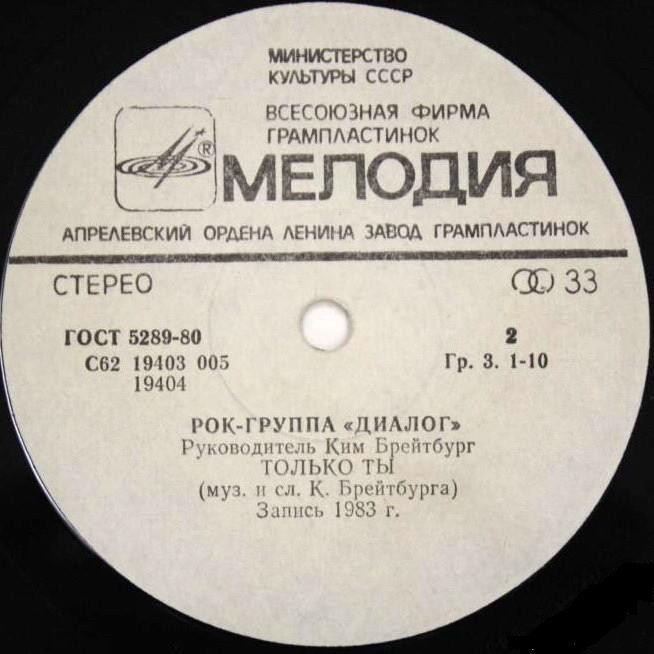 МИНИСТЕРСТВО
КУЛЬТУРЫ СССР
ВСЕСОЮЗНАЯ ФИРМА
ГРАМПЛАСТИНОК
® МЕЛОДИЯ
АПРЕЛЕВСКИЙ ОРДЕНА ЛЕНИНА ЗАВОД ГРАМПЛАСТИНОК
СТЕРЕО 33
ГОСТ 5289-80 2
С62 19403 005 Гр. 3. 1-10
19404
РОК-ГРУППА «ДИАЛОГ»
Руководитель Ким Брейтбург
ТОЛЬКО ТЫ
(муз. и сл. К. Брейтбурга)
Запись 1983 г.